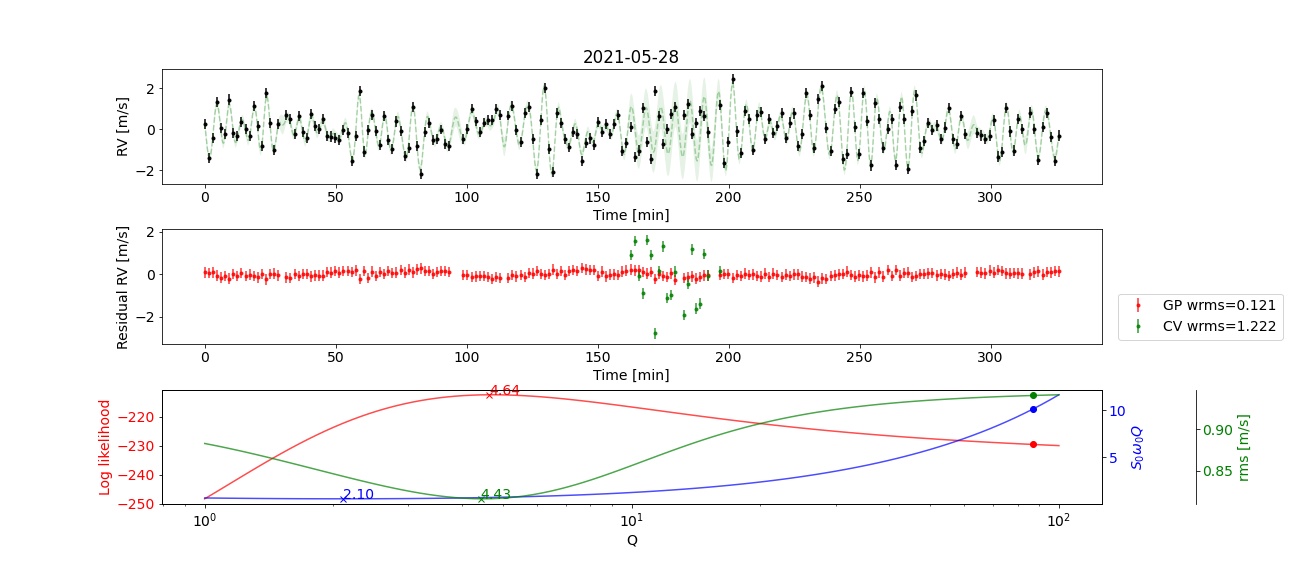 2021-05-28
RV [m/s]
2
0
−2
0 50 100 150 200 250 300
Time [min]
Residual RV [m/s]
2
0
−2
0 50 100 150 200 250 300
Time [min]
GP wrms=0.121
CV wrms=1.222
Log likelihood
−220
−230
−240
−250
4.64
2.10
4.43
10
5
S₀ω₀Q
0.90
0.85
rms [m/s]
10⁰ 10¹ 10²
Q